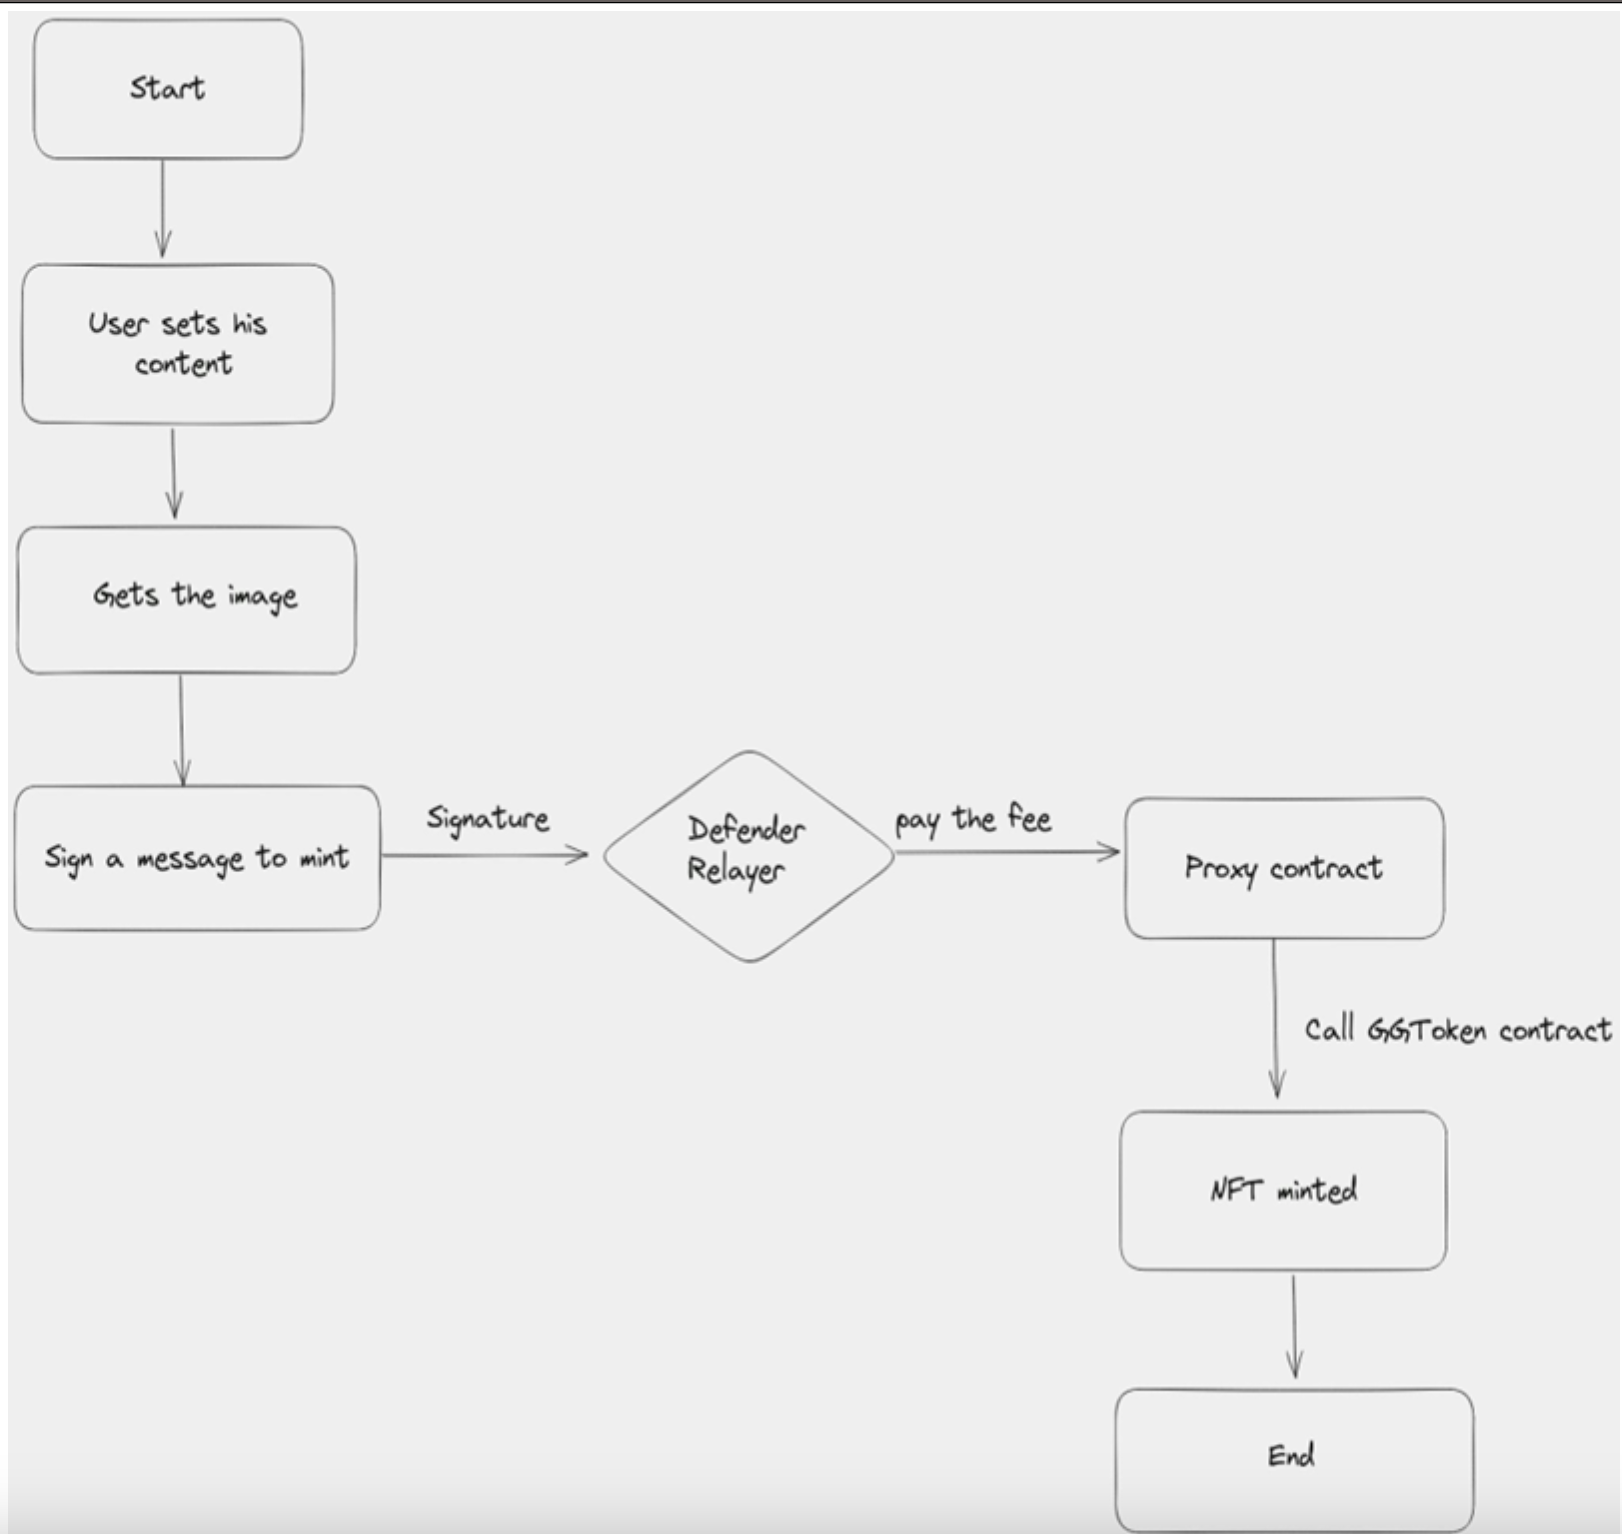 Start
User sets his
content
Gets the image
Sign a message to mint
Signature
Defender
Relayer
pay the fee
Proxy contract
Call GGToken contract
NFT minted
End